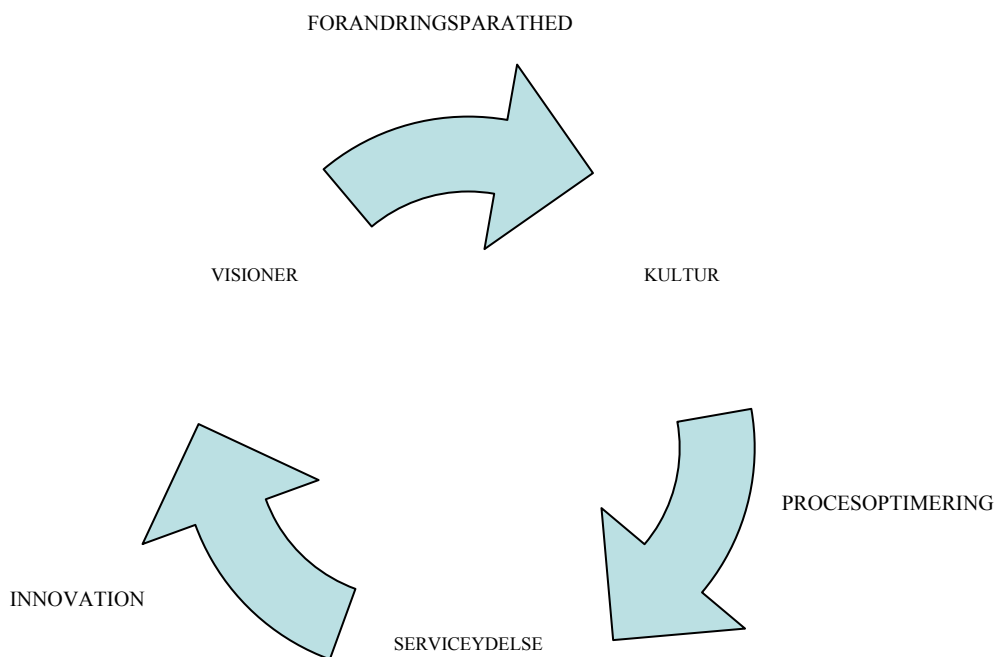 FORANDRINGSPARATHED
VISIONER
KULTUR
PROCESOPTIMERING
INNOVATION
SERVICEYDELSE